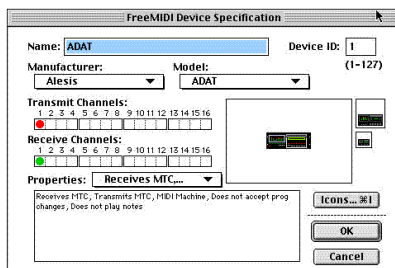 FreeMIDI Device Specification
Name: ADAT
Device ID: 1
(1-127)
Manufacturer: Model:
Alesis ADAT
Transmit Channels:
1 2 3 4 5 6 7 8 9 10 11 12 13 14 15 16
Receive Channels:
1 2 3 4 5 6 7 8 9 10 11 12 13 14 15 16
Properties: Receives MTC,...
Receives MTC, Transmits MTC, MIDI Machine, Does not accept prog
changes, Does not play notes
Icons... ⌘I
OK
Cancel